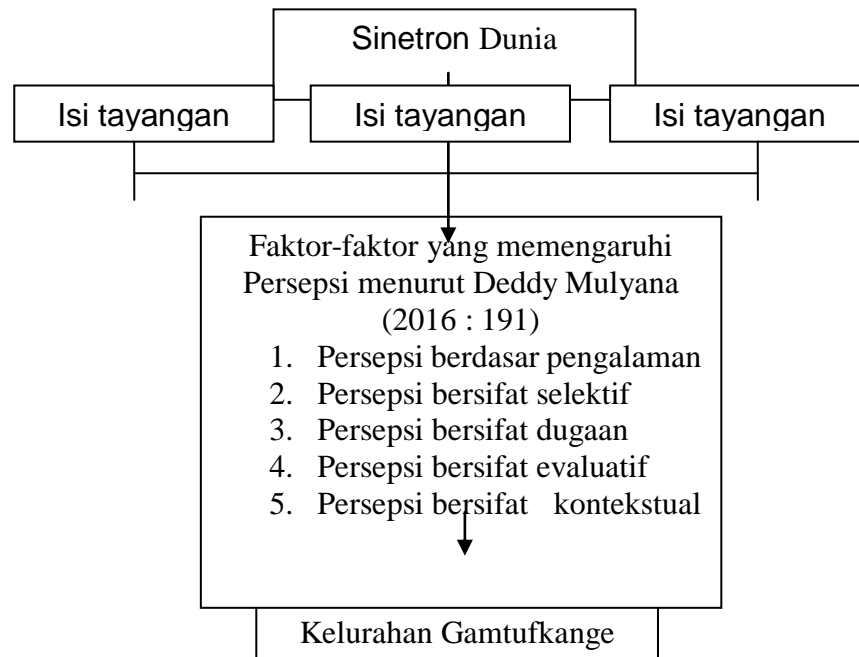 Sinetron Dunia
Isi tayangan
Isi tayangan
Isi tayangan
Faktor-faktor yang memengaruhi
Persepsi menurut Deddy Mulyana
(2016 : 191)
1. Persepsi berdasar pengalaman
2. Persepsi bersifat selektif
3. Persepsi bersifat dugaan
4. Persepsi bersifat evaluatif
5. Persepsi bersifat kontekstual
Kelurahan Gamtufkange